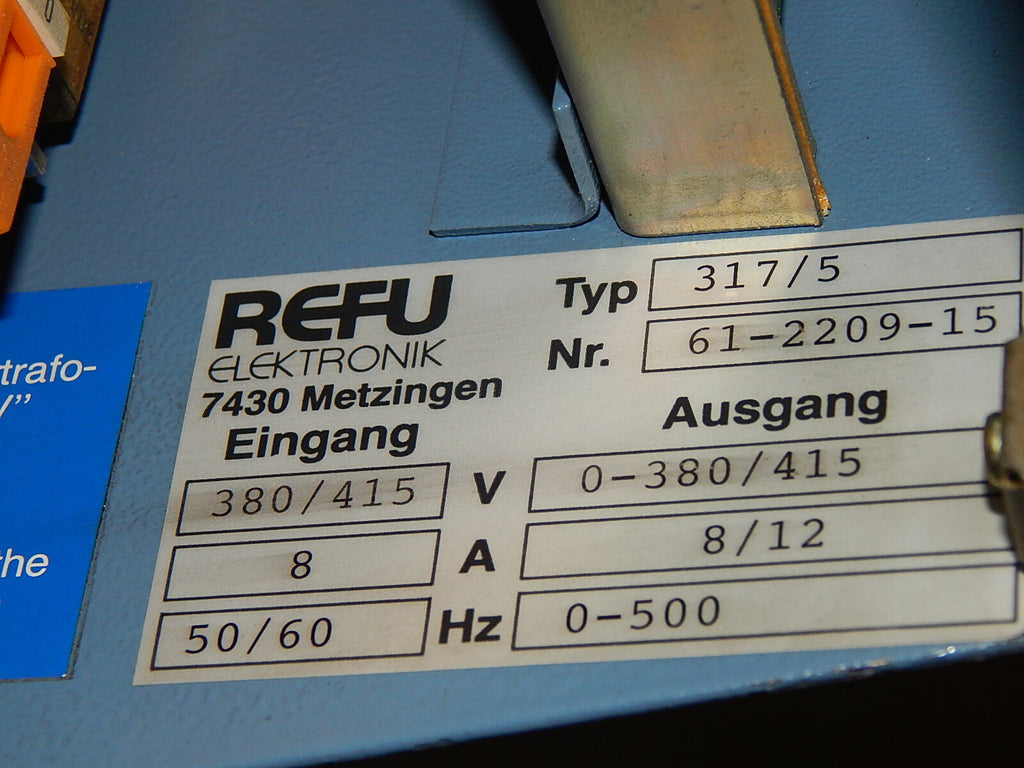 REFU
ELEKTRONIK
7430 Metzingen
Typ 317/5
Nr. 61-2209-15
Eingang Ausgang
380/415 V 0-380/415
8 A 8/12
50/60 Hz 0-500
trafo-